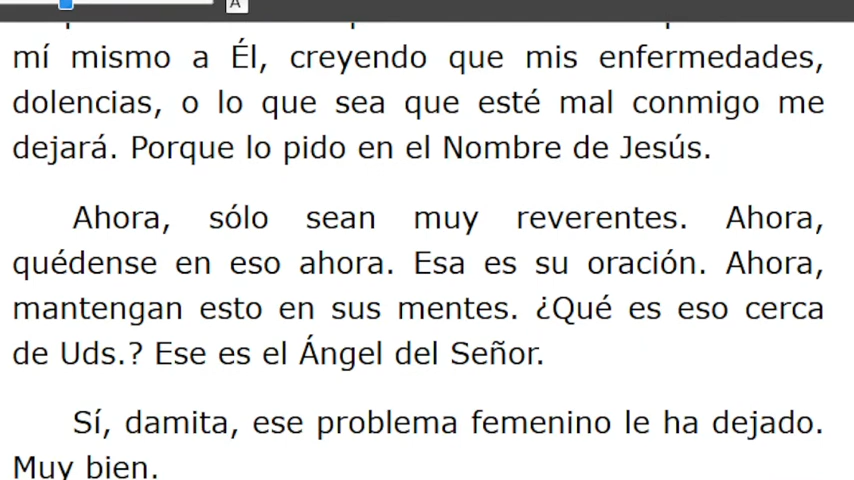 A
mí mismo a Él, creyendo que mis enfermedades,
dolencias, o lo que sea que esté mal conmigo me
dejará. Porque lo pido en el Nombre de Jesús.
Ahora, sólo sean muy reverentes. Ahora,
quédense en eso ahora. Esa es su oración. Ahora,
mantengan esto en sus mentes. ¿Qué es eso cerca
de Uds.? Ese es el Ángel del Señor.
Sí, damita, ese problema femenino le ha dejado.
Muy bien.